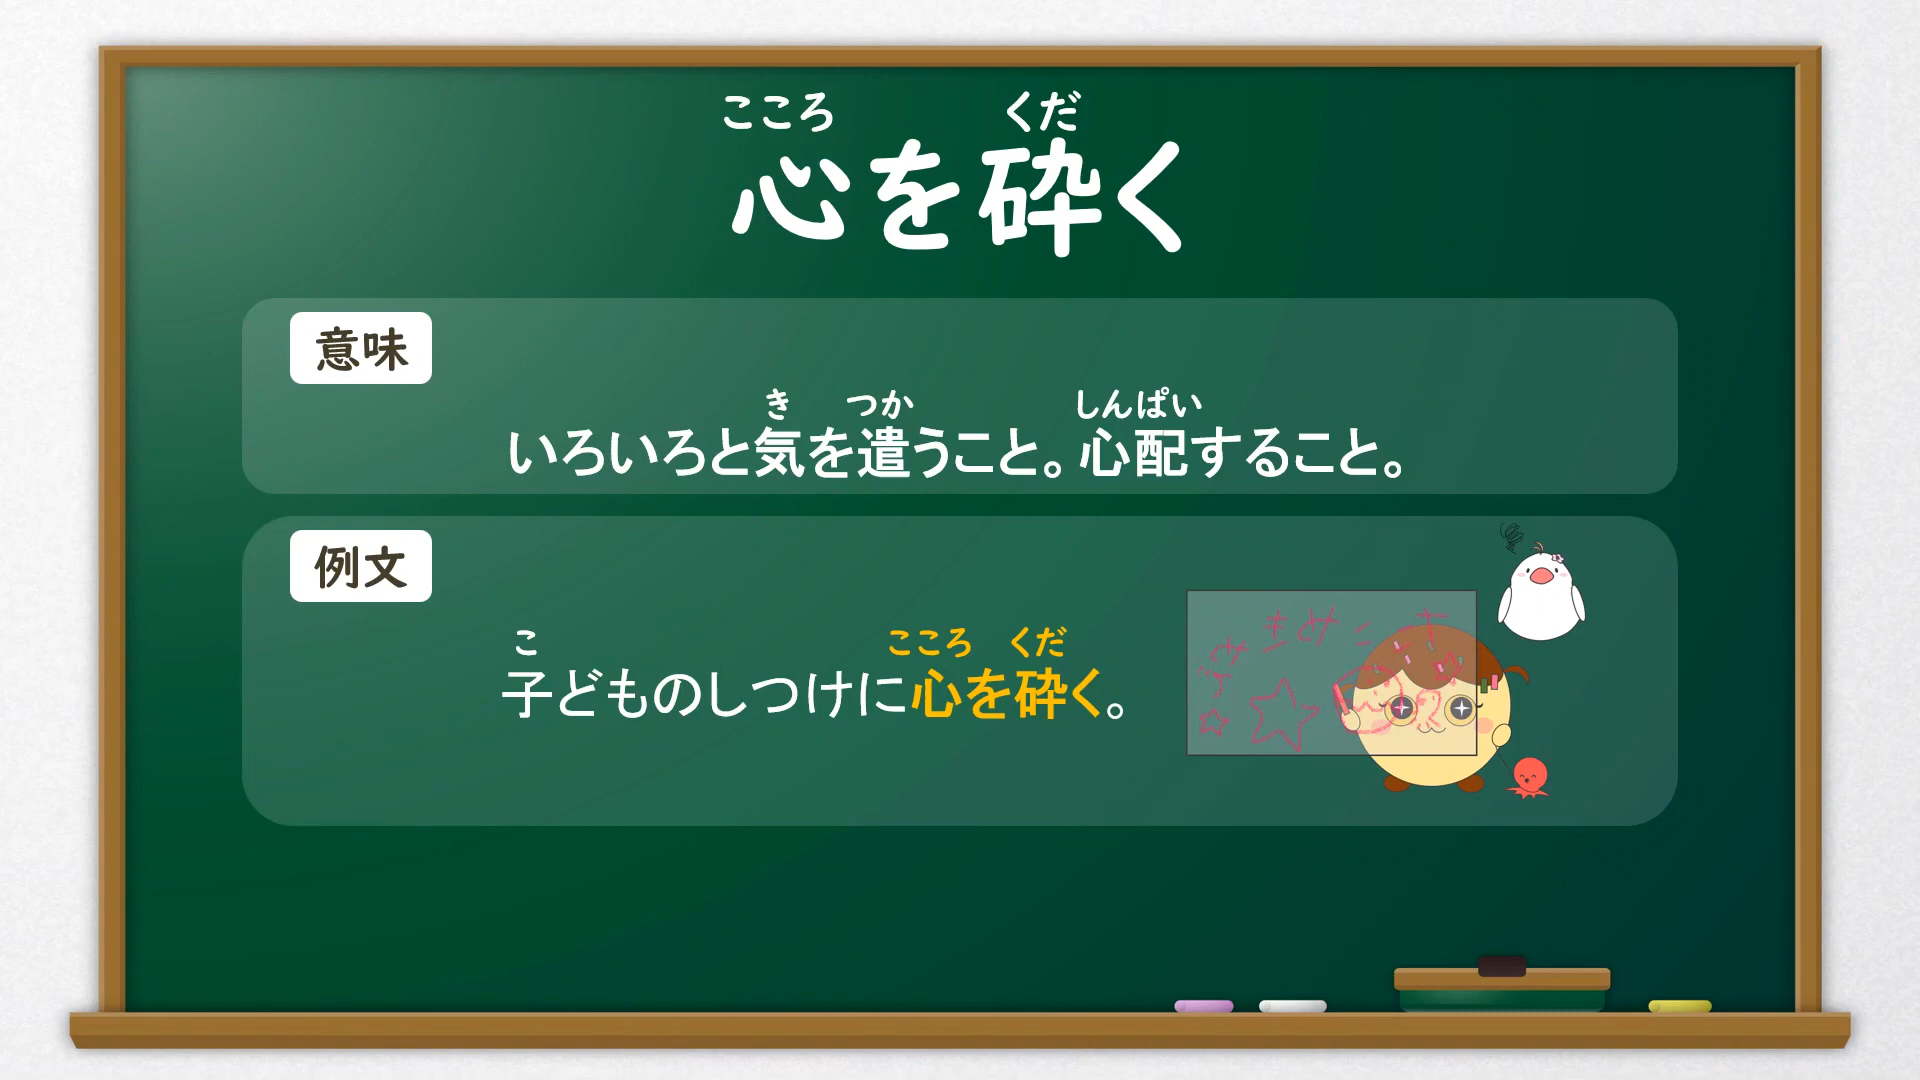 こころ くだ
心を砕く
意味
き つか しんぱい
いろいろと気を遣うこと。心配すること。
例文
こ こころ くだ
子どものしつけに心を砕く。